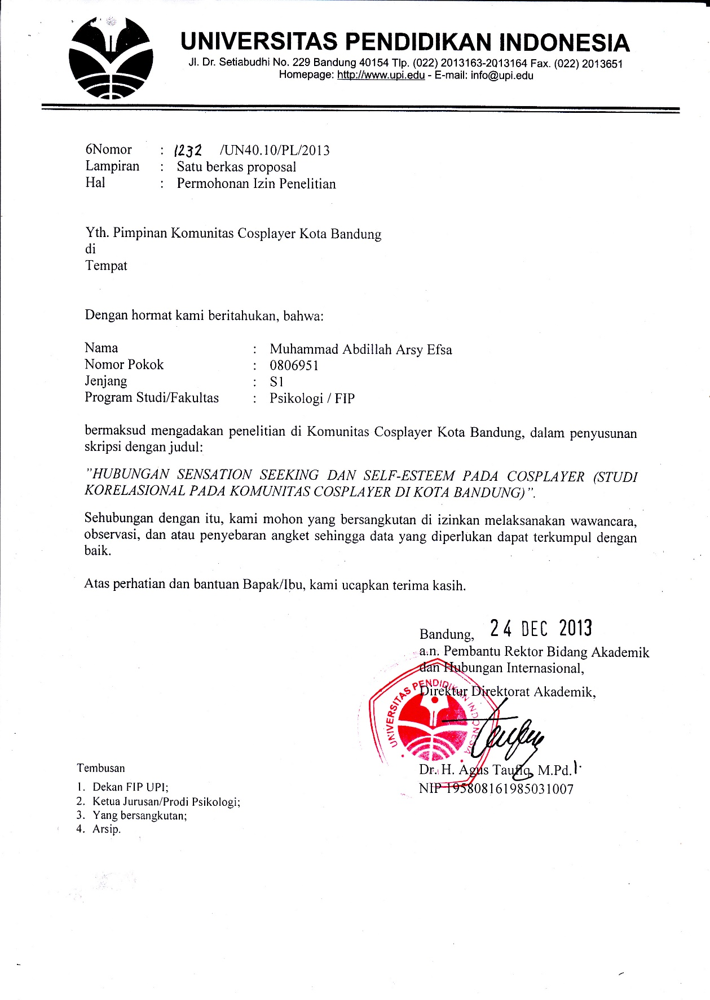 UNIVERSITAS PENDIDIKAN INDONESIA
Jl. Dr. Setiabudhi No. 229 Bandung 40154 Tlp. (022) 2013163-2013164 Fax. (022) 2013651
Homepage: http://www.upi.edu - E-mail: info@upi.edu
6Nomor : 1232 /UN40.10/PL/2013
Lampiran : Satu berkas proposal
Hal : Permohonan Izin Penelitian
Yth. Pimpinan Komunitas Cosplayer Kota Bandung
di
Tempat
Dengan hormat kami beritahukan, bahwa:
Nama : Muhammad Abdillah Arsy Efsa
Nomor Pokok : 0806951
Jenjang : S1
Program Studi/Fakultas : Psikologi / FIP
bermaksud mengadakan penelitian di Komunitas Cosplayer Kota Bandung, dalam penyusunan
skripsi dengan judul:
"HUBUNGAN SENSATION SEEKING DAN SELF-ESTEEM PADA COSPLAYER (STUDI
KORELASIONAL PADA KOMUNITAS COSPLAYER DI KOTA BANDUNG)".
Sehubungan dengan itu, kami mohon yang bersangkutan di izinkan melaksanakan wawancara,
observasi, dan atau penyebaran angket sehingga data yang diperlukan dapat terkumpul dengan
baik.
Atas perhatian dan bantuan Bapak/Ibu, kami ucapkan terima kasih.
Bandung, 24 DEC 2013
a.n. Pembantu Rektor Bidang Akademik
dan Hubungan Internasional,
Direktur Direktorat Akademik,
UNIVERSITAS PENDIDIKAN INDONESIA
Dr. H. Agus Taufiq, M.Pd.
NIP 195808161985031007
Tembusan
1. Dekan FIP UPI;
2. Ketua Jurusan/Prodi Psikologi;
3. Yang bersangkutan;
4. Arsip.